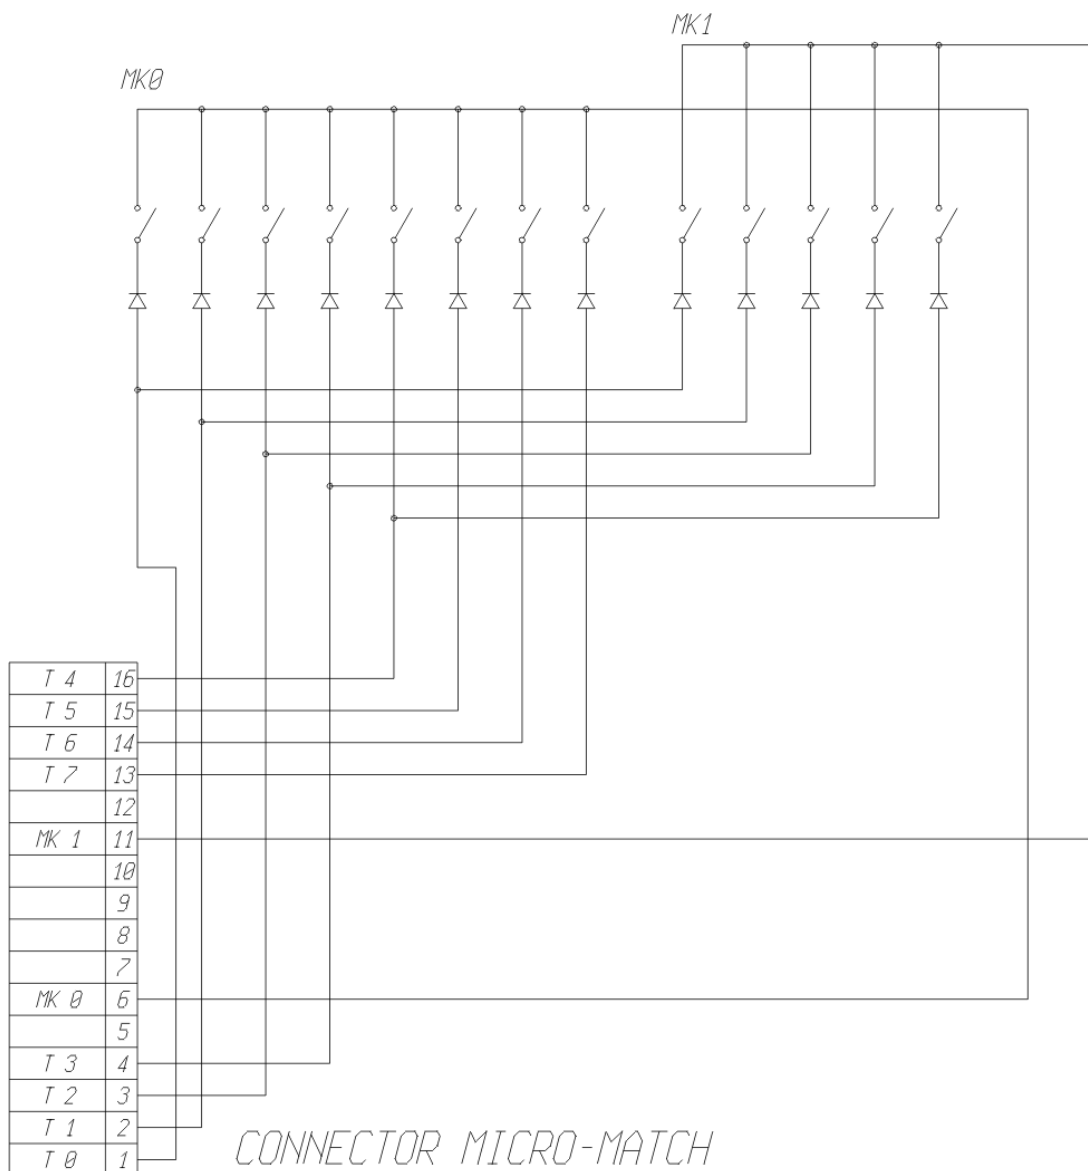 MK1
MK0
T 4 16
T 5 15
T 6 14
T 7 13
12
MK 1 11
10
9
8
7
MK 0 6
5
T 3 4
T 2 3
T 1 2
T 0 1
CONNECTOR MICRO-MATCH